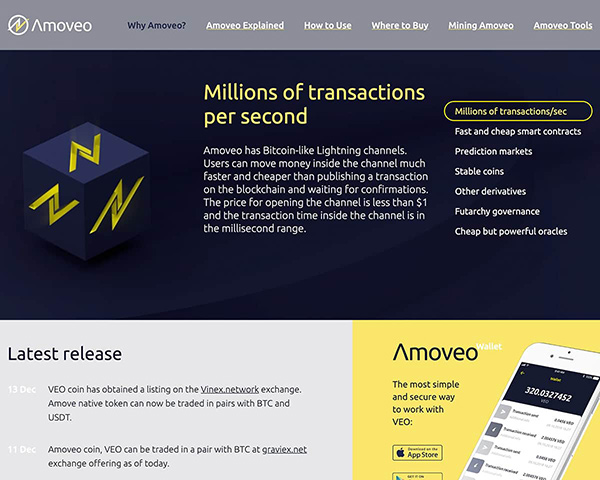 Amoveo
Why Amoveo?
Amoveo Explained
How to Use
Where to Buy
Mining Amoveo
Amoveo Tools
Millions of transactions
per second
Amoveo has Bitcoin-like Lightning channels.
Users can move money inside the channel much
faster and cheaper than publishing a transaction
on the blockchain and waiting for confirmations.
The price for opening the channel is less than $1
and the transaction time inside the channel is in
the millisecond range.
Millions of transactions/sec
Fast and cheap smart contracts
Prediction markets
Stable coins
Other derivatives
Futarchy governance
Cheap but powerful oracles
Latest release
13 Dec
VEO coin has obtained a listing on the Vinex.network exchange.
Amove native token can now be traded in pairs with BTC and
USDT.
11 Dec
Amoveo coin, VEO can be traded in a pair with BTC at graviex.net
exchange offering as of today.
Amoveo Wallet
The most simple
and secure way
to work with
VEO:
Download on the
App Store
GET IT ON
Wallet
320.0327452
VEO
Transaction sent
Transaction received
Transaction sent
Transaction received